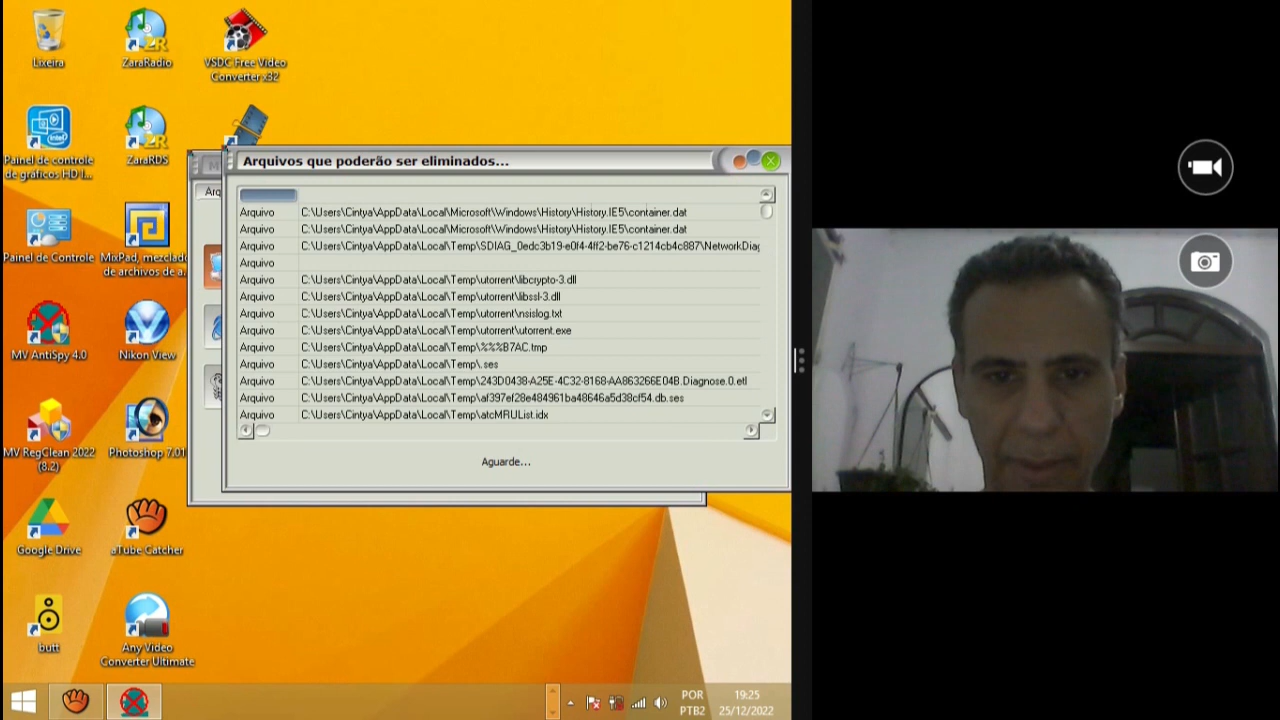 Lixeira
ZaraRadio
VSDC Free Video
Converter x32
Painel de controle
de gráficos HD I...
ZaraRDS
Painel de Controle
MixPad, mezclado
de archivos de a...
MV AntiSpy 4.0
Nikon View
MV RegClean 2022
(8.2)
Photoshop 7.01
Google Drive
aTube Catcher
butt
Any Video
Converter Ultimate
Arquivos que poderão ser eliminados...
Arquivo C:\Users\Cintya\AppData\Local\Microsoft\Windows\History\History.IE5\container.dat
Arquivo C:\Users\Cintya\AppData\Local\Microsoft\Windows\History\History.IE5\container.dat
Arquivo C:\Users\Cintya\AppData\Local\Temp\SDIAG_0edc3b19-e0f4-4ff2-be76-c1214cb4c887\NetworkDiag
Arquivo
Arquivo C:\Users\Cintya\AppData\Local\Temp\utorrent\libcrypto-3.dll
Arquivo C:\Users\Cintya\AppData\Local\Temp\utorrent\libssl-3.dll
Arquivo C:\Users\Cintya\AppData\Local\Temp\utorrent\nsislog.txt
Arquivo C:\Users\Cintya\AppData\Local\Temp\utorrent\utorrent.exe
Arquivo C:\Users\Cintya\AppData\Local\Temp\%%%B7AC.tmp
Arquivo C:\Users\Cintya\AppData\Local\Temp\.ses
Arquivo C:\Users\Cintya\AppData\Local\Temp\243D0438-A25E-4C32-8168-AA863266E04B.Diagnose.0.etl
Arquivo C:\Users\Cintya\AppData\Local\Temp\af397ef28e484961ba48646a5d38cf54.db.ses
Arquivo C:\Users\Cintya\AppData\Local\Temp\atcMRUList.idx
Aguarde...
Arq
POR
PTB2
19:25
25/12/2022